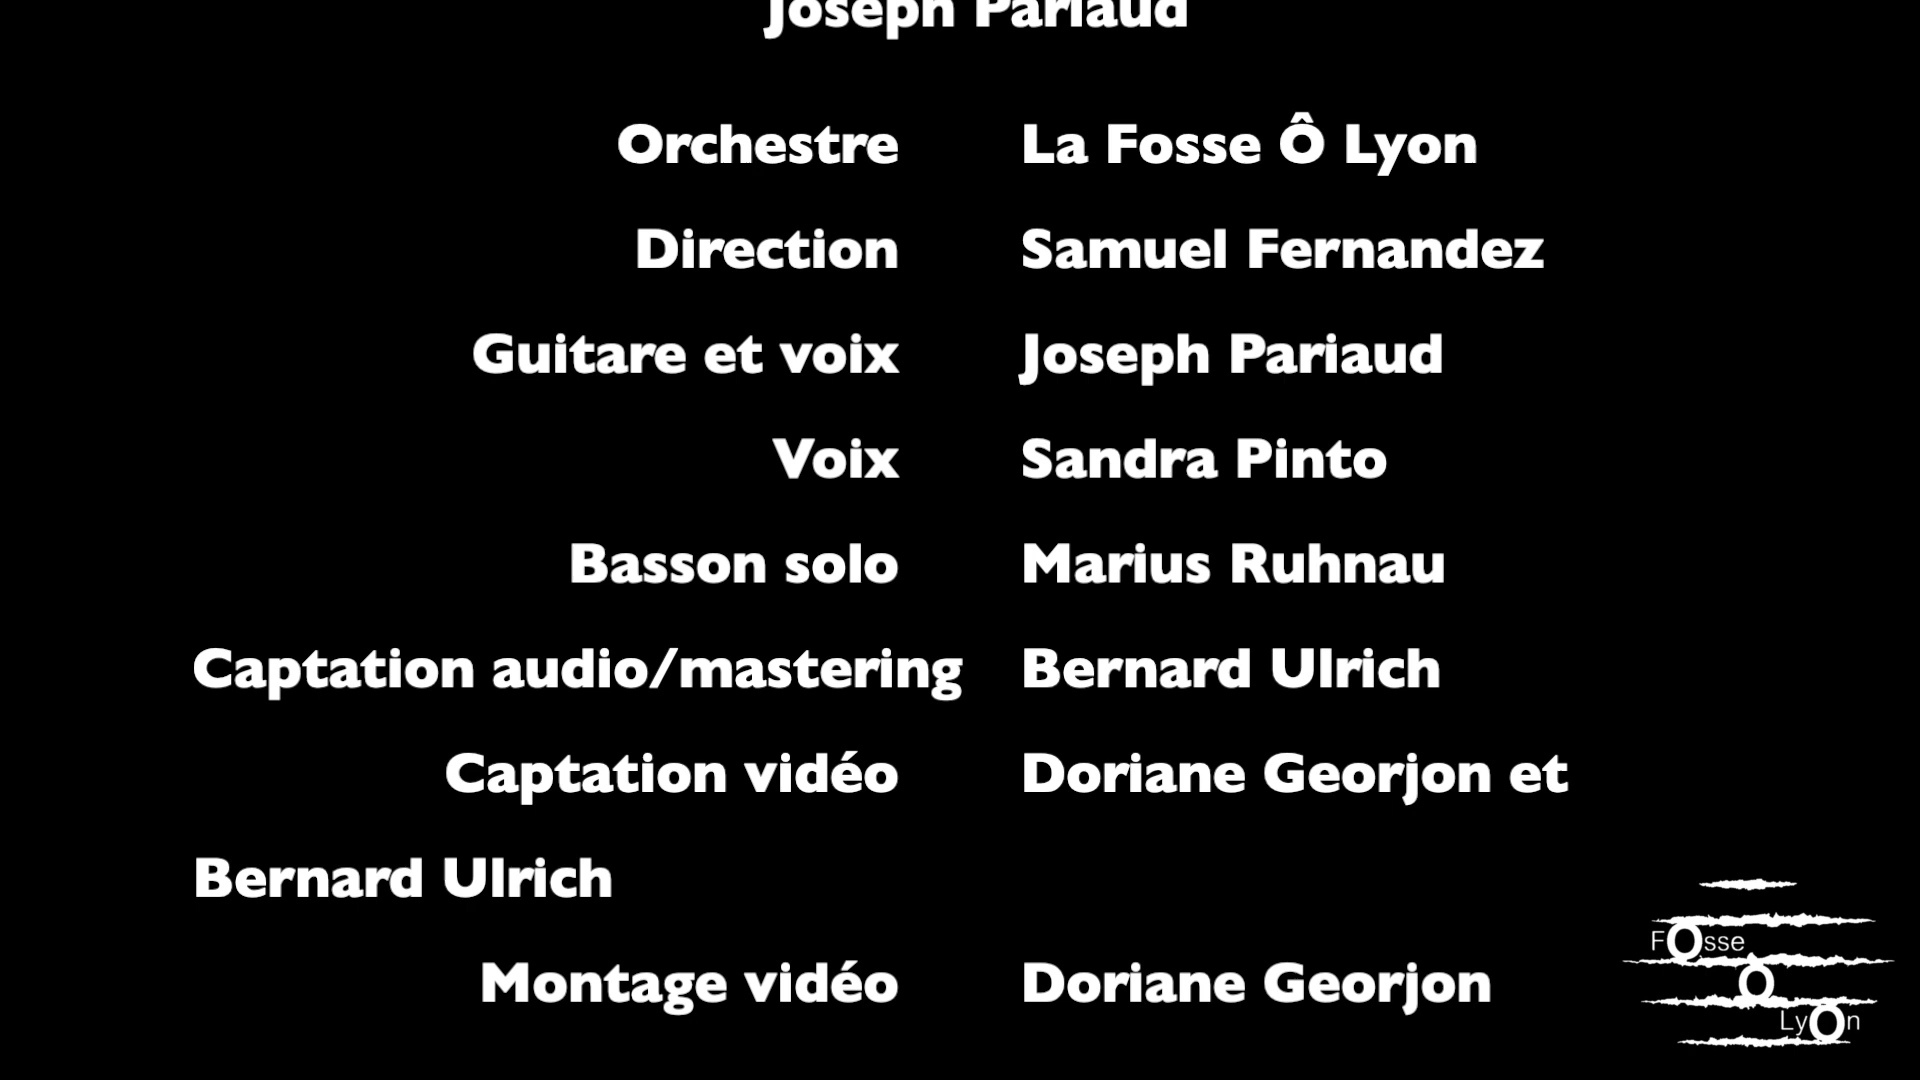 Joseph Pariaud
Orchestre La Fosse Ô Lyon
Direction Samuel Fernandez
Guitare et voix Joseph Pariaud
Voix Sandra Pinto
Basson solo Marius Ruhnau
Captation audio/mastering Bernard Ulrich
Captation vidéo Doriane Georjon et
Bernard Ulrich
Montage vidéo Doriane Georjon
FOsse
O
LyOn